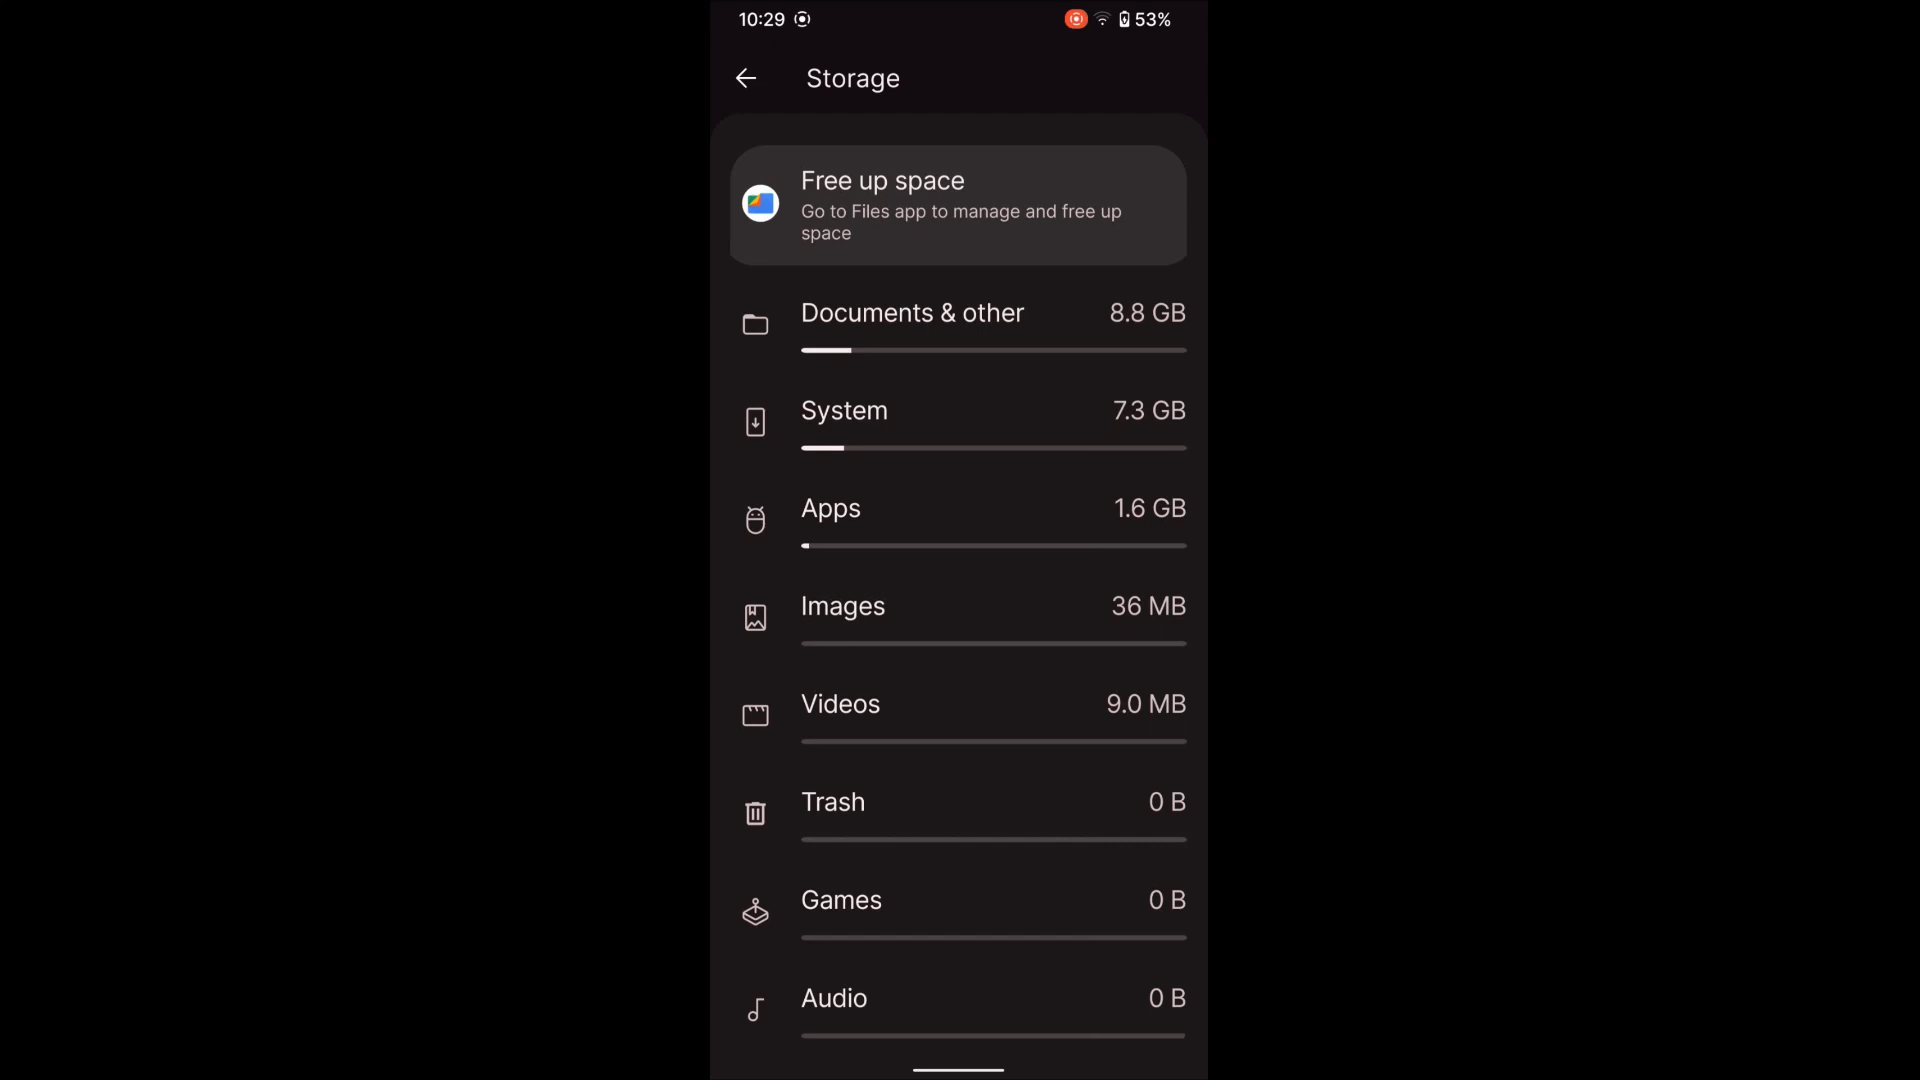 10:29 53%
Storage
Free up space
Go to Files app to manage and free up
space
Documents & other 8.8 GB
System 7.3 GB
Apps 1.6 GB
Images 36 MB
Videos 9.0 MB
Trash 0 B
Games 0 B
Audio 0 B